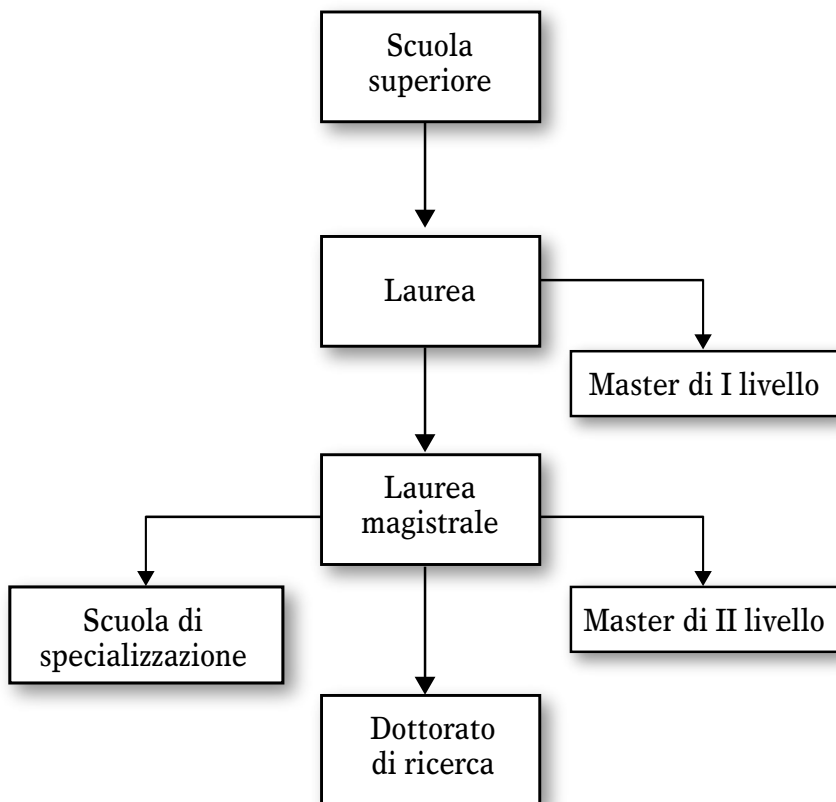 Scuola
superiore
Laurea
Master di I livello
Laurea
magistrale
Scuola di
specializzazione
Master di II livello
Dottorato
di ricerca